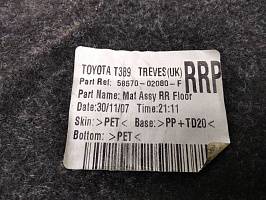 TOYOTA T3B9 TREVES(UK)
RRP
Part Ref: 58570-02080-F
Part Name: Mat Assy RR Floor
Date:30/11/07 Time:21:11
Skin:>PET< Base:>PP+TD20<
Bottom:>PET<